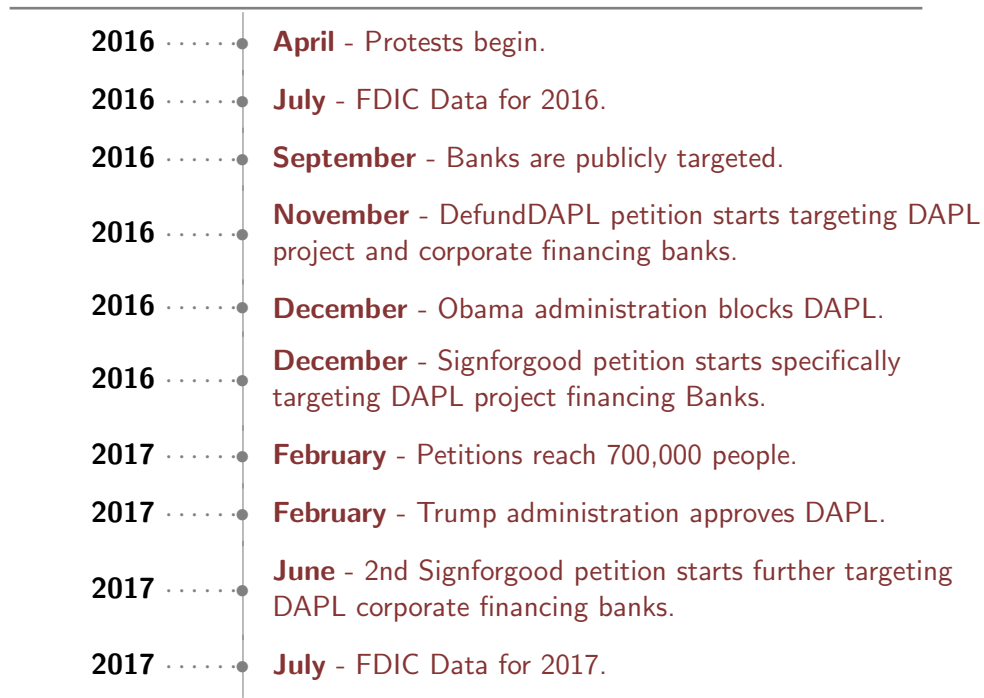 2016 April - Protests begin.
2016 July - FDIC Data for 2016.
2016 September - Banks are publicly targeted.
2016 November - DefundDAPL petition starts targeting DAPL
project and corporate financing banks.
2016 December - Obama administration blocks DAPL.
2016 December - Signforgood petition starts specifically
targeting DAPL project financing Banks.
2017 February - Petitions reach 700,000 people.
2017 February - Trump administration approves DAPL.
2017 June - 2nd Signforgood petition starts further targeting
DAPL corporate financing banks.
2017 July - FDIC Data for 2017.